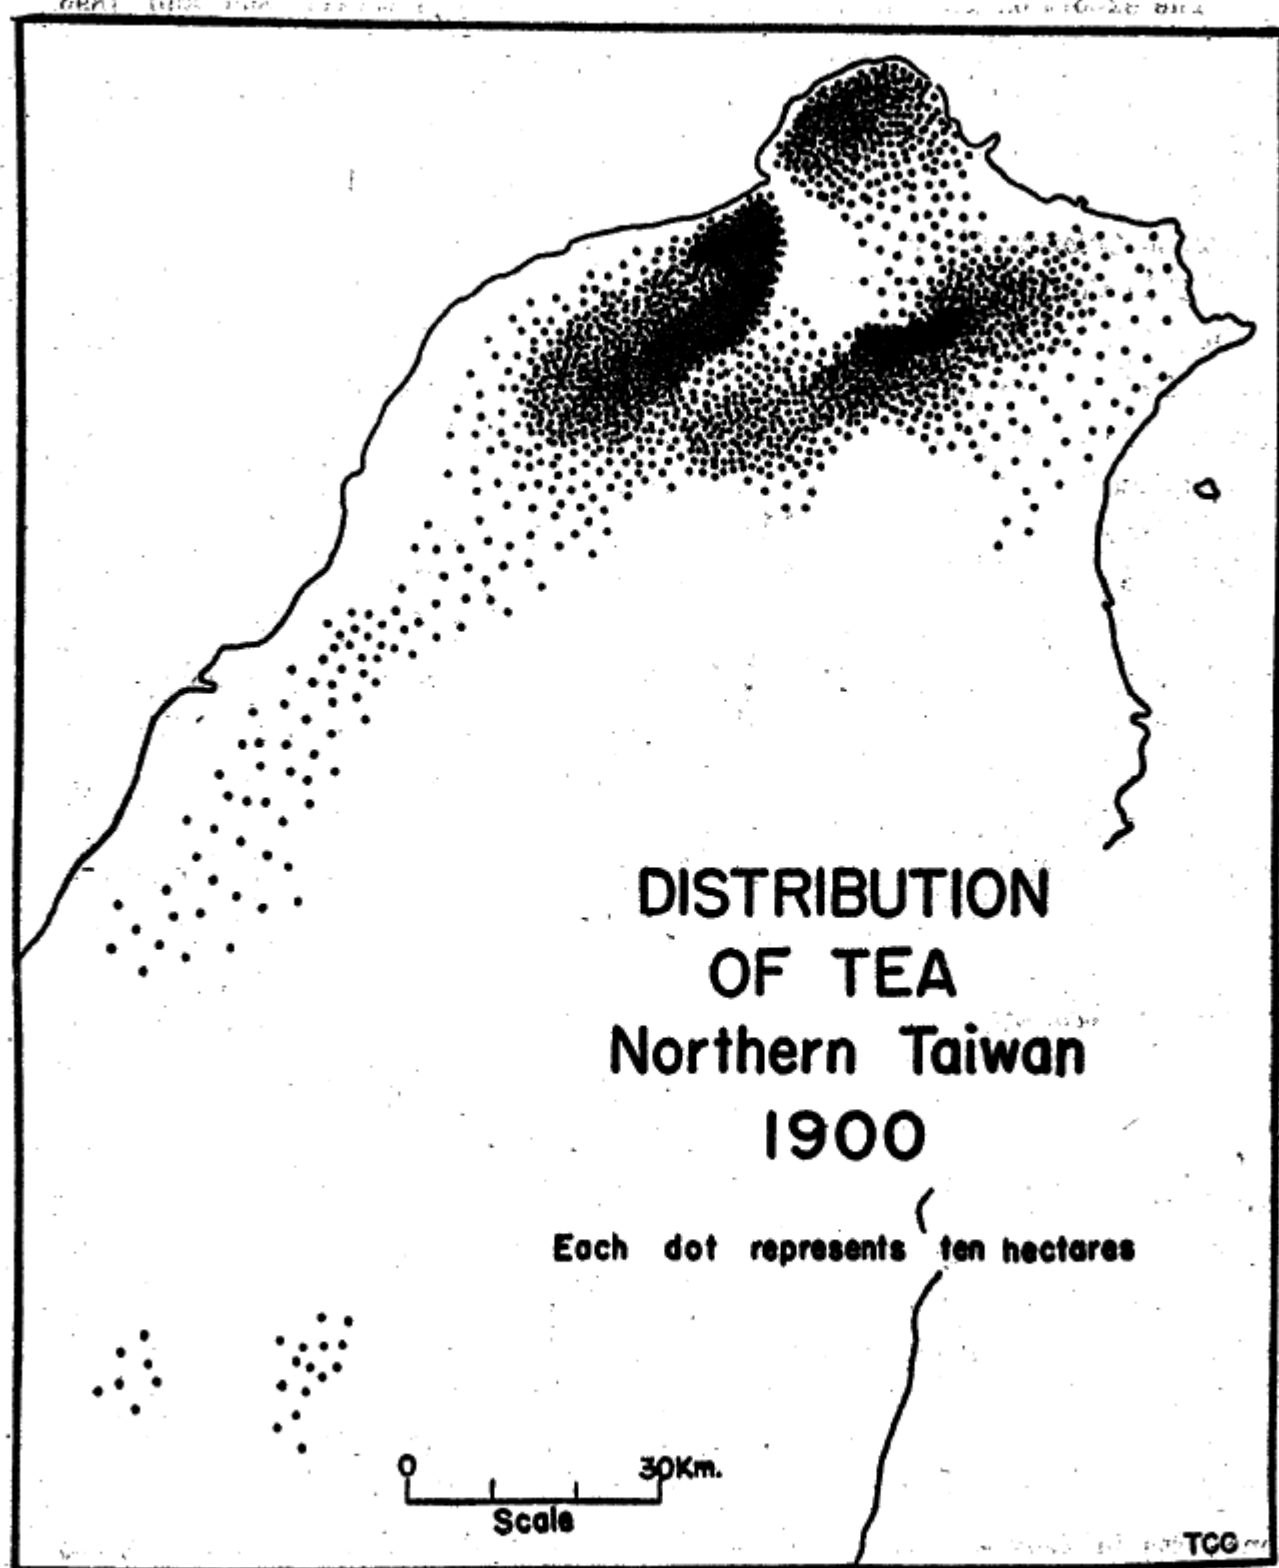 DISTRIBUTION
OF TEA
Northern Taiwan
1900
Each dot represents ten hectares
0 30Km.
Scale
TCG